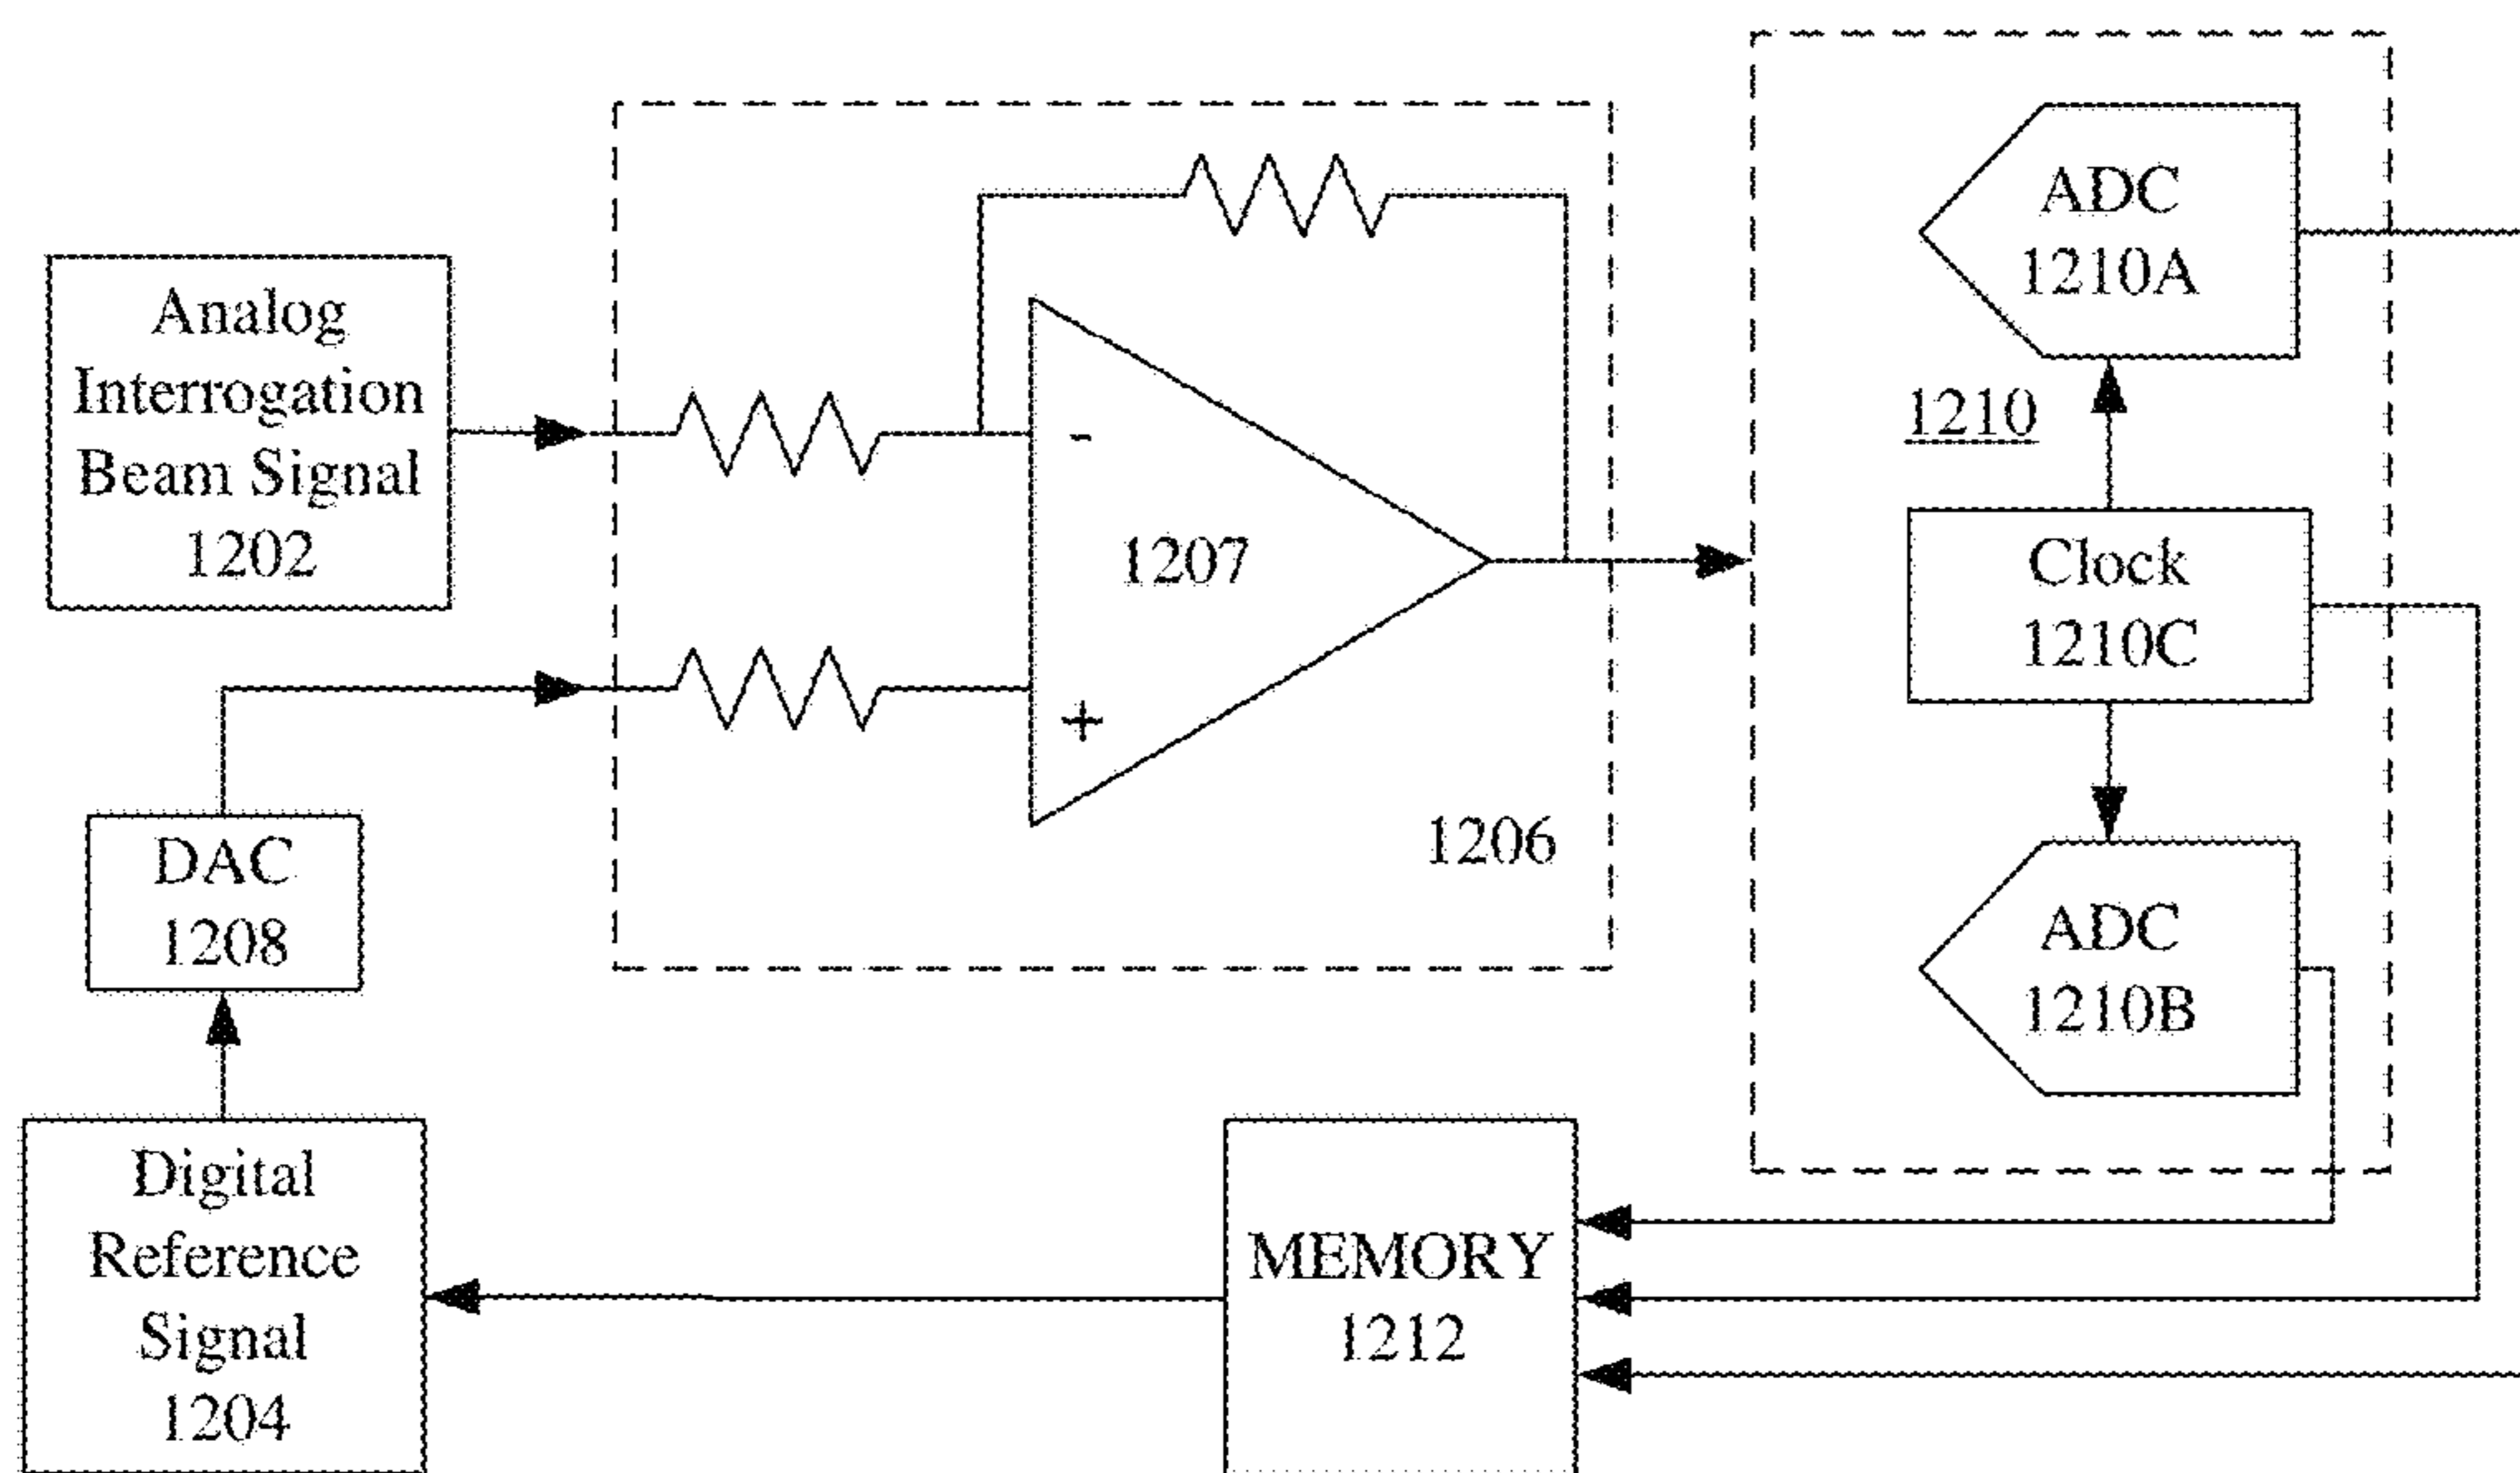 Analog
Interrogation
Beam Signal
1202
-
1207
+
1206
ADC
1210A
1210
Clock
1210C
ADC
1210B
DAC
1208
Digital
Reference
Signal
1204
MEMORY
1212